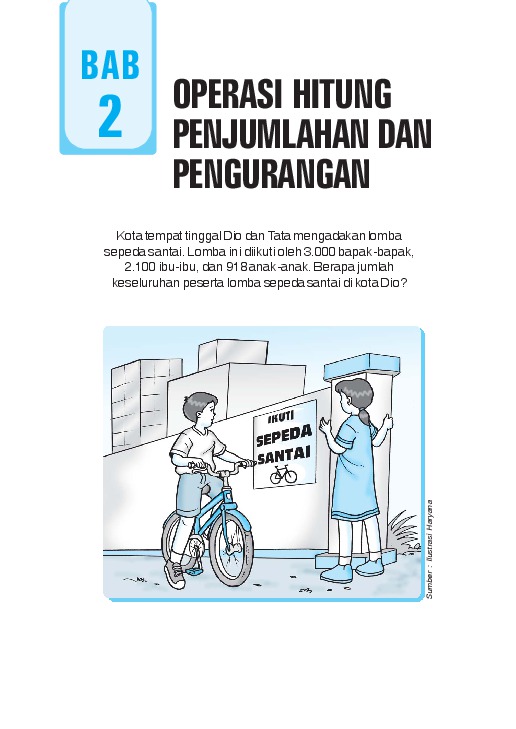 BAB
2
OPERASI HITUNG
PENJUMLAHAN DAN
PENGURANGAN
Kota tempat tinggal Dio dan Tata mengadakan lomba
sepeda santai. Lomba ini diikuti oleh 3.000 bapak-bapak,
2.100 ibu-ibu, dan 918 anak-anak. Berapa jumlah
keseluruhan peserta lomba sepeda santai di kota Dio?
IKUTI
SEPEDA
SANTAI
Sumber : Ilustrasi Haryana